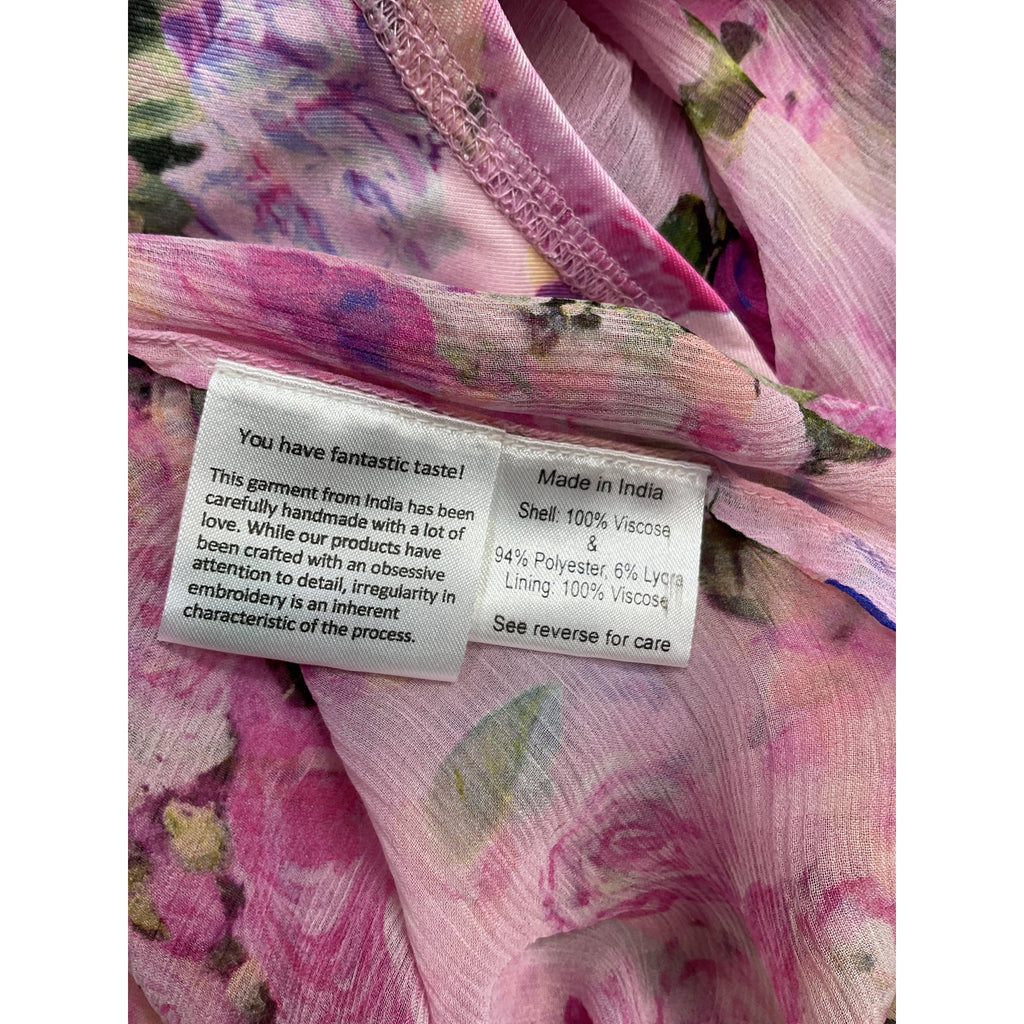 You have fantastic taste!
This garment from India has been
carefully handmade with a lot of
love. While our products have
been crafted with an obsessive
attention to detail, irregularity in
embroidery is an inherent
characteristic of the process.
Made in India
Shell: 100% Viscose
&
94% Polyester, 6% Lycra
Lining: 100% Viscose
See reverse for care